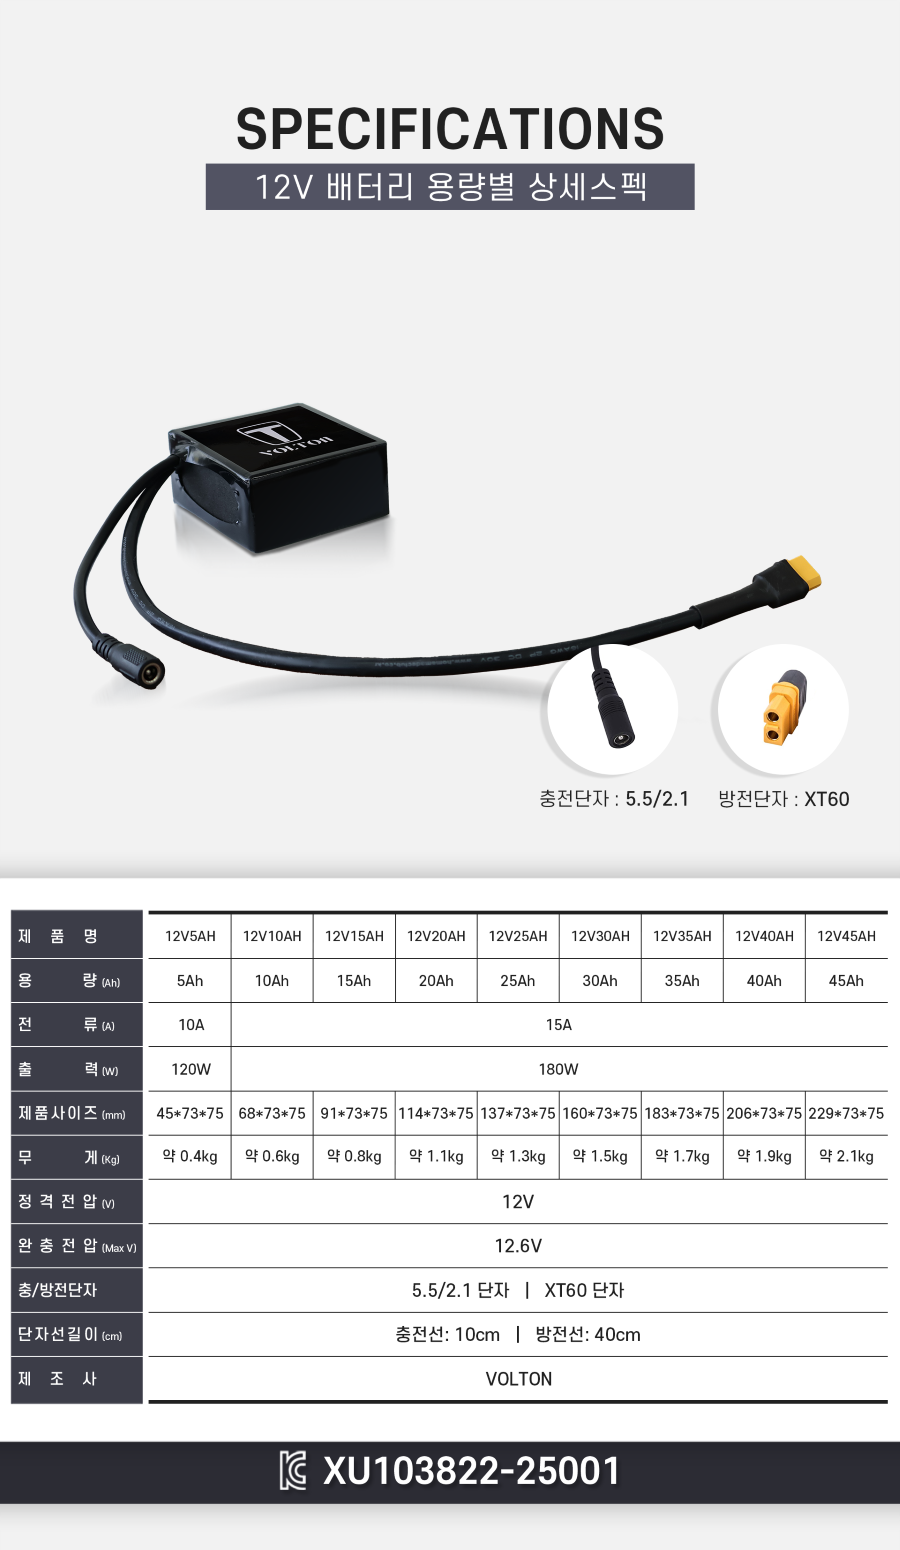 SPECIFICATIONS
12V 배터리 용량별 상세스펙
VOLTON
충전단자 : 5.5/2.1 방전단자 : XT60
제 품 명 12V5AH 12V10AH 12V15AH 12V20AH 12V25AH 12V30AH 12V35AH 12V40AH 12V45AH
용 량 (Ah) 5Ah 10Ah 15Ah 20Ah 25Ah 30Ah 35Ah 40Ah 45Ah
전 류 (A) 10A 15A
출 력 (W) 120W 180W
제품사이즈 (mm) 45*73*75 68*73*75 91*73*75 114*73*75 137*73*75 160*73*75 183*73*75 206*73*75 229*73*75
무 게 (Kg) 약 0.4kg 약 0.6kg 약 0.8kg 약 1.1kg 약 1.3kg 약 1.5kg 약 1.7kg 약 1.9kg 약 2.1kg
정 격 전 압 (V) 12V
완 충 전 압 (Max V) 12.6V
충/방전단자 5.5/2.1 단자 | XT60 단자
단자선길이 (cm) 충전선: 10cm | 방전선: 40cm
제 조 사 VOLTON
XU103822-25001